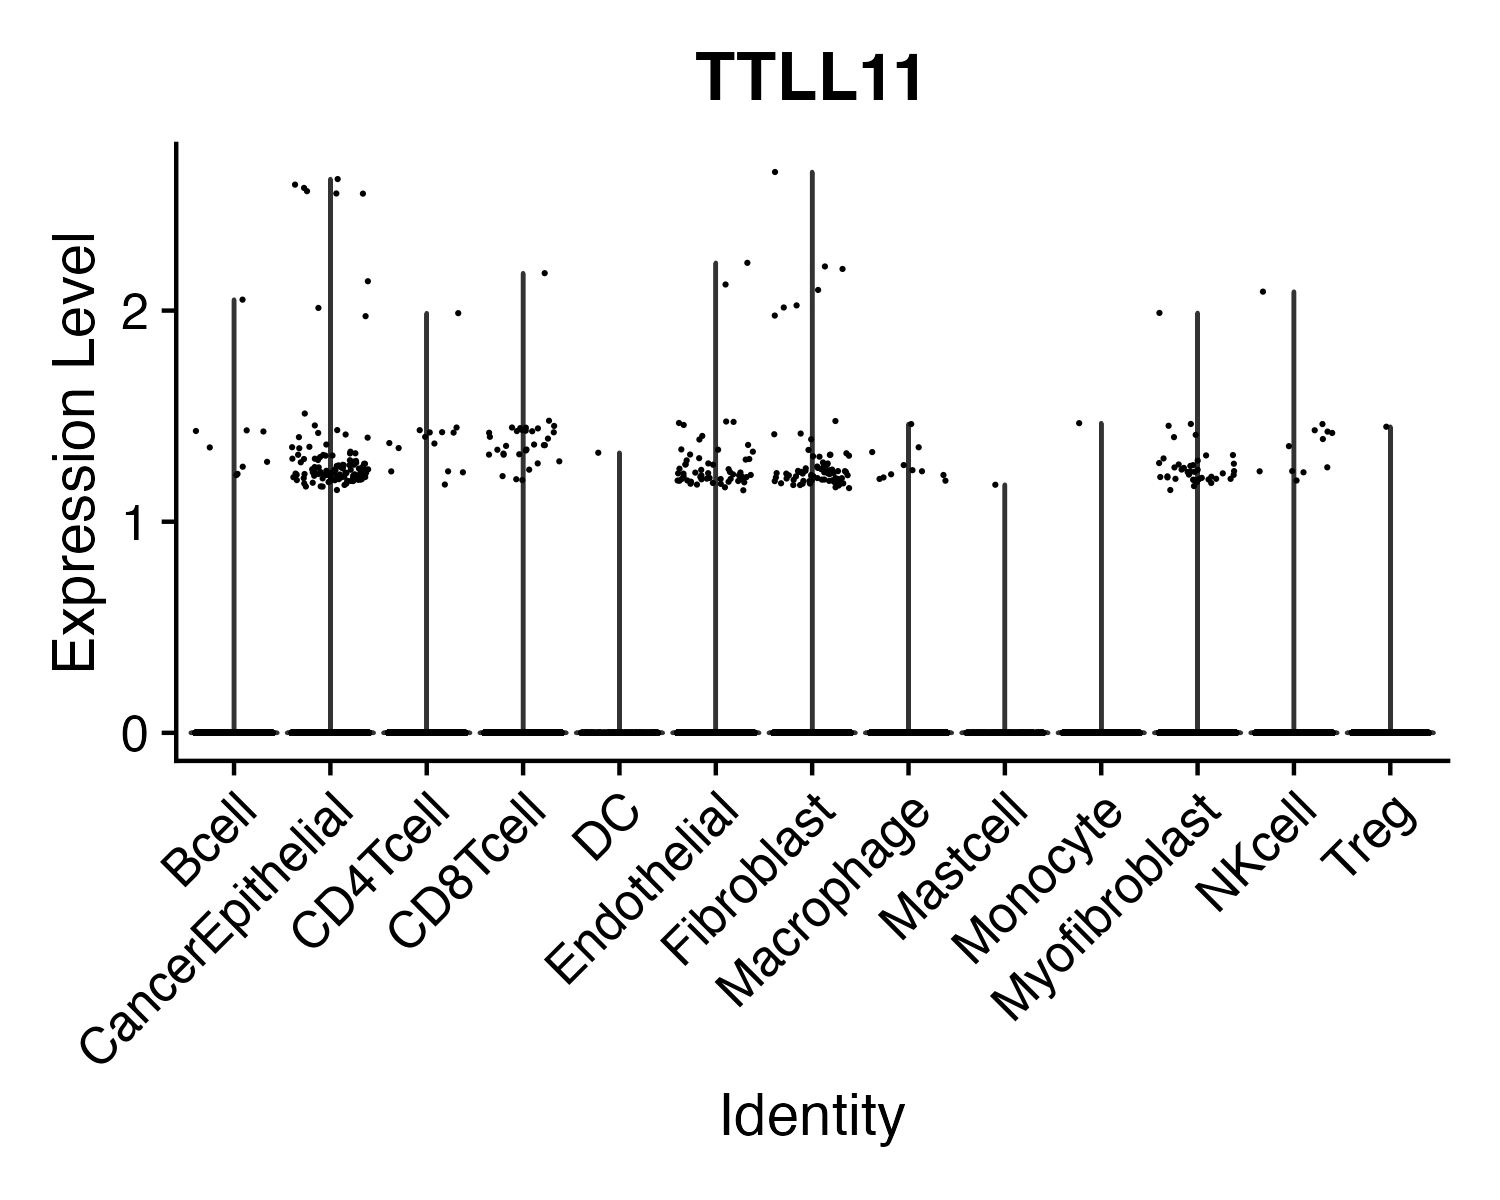 TTLL11
Expression Level
2
1
0
Bcell
CancerEpithelial
CD4Tcell
CD8Tcell
DC
Endothelial
Fibroblast
Macrophage
Mastcell
Monocyte
Myofibroblast
NKcell
Treg
Identity